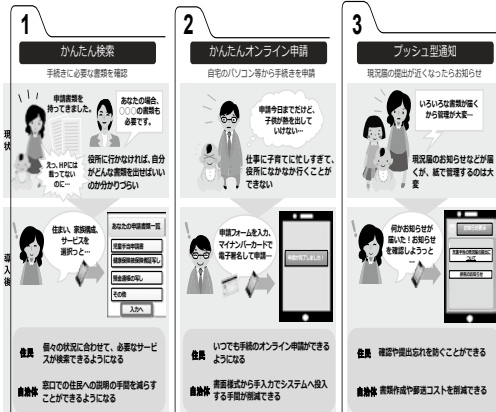 1
かんたん検索
手続きに必要な書類を確認
現状
申請書類を
持ってきました。
あなたの場合、
○○○の書類も
必要です。
えっ、HPには
載ってない
のに…
役所に行かなければ、自分
がどんな書類を出せばいい
のか分かりづらい
導入後
住まい、家族構成、
サービスを
選択っと…
あなたの申請書類一覧
児童手当申請書
健康保険被保険者証写し
預金通帳の写し
その他
入力へ
住民
個々の状況に合わせて、必要なサービ
スが検索できるようになる
自治体
窓口での住民への説明の手間を減らす
ことができるようになる
2
かんたんオンライン申請
自宅のパソコン等から手続きを申請
申請今日までだけど、
子供が熱を出して
いけない…
仕事に子育てに忙しすぎて、
役所になかなか行くことが
できない
申請フォームを入力、
マイナンバーカードで
電子署名して申請…
申請が完了しました!
住民
いつでも手続のオンライン申請ができる
ようになる
自治体
書面様式から手入力でシステムへ投入
する手間が削減できる
3
プッシュ型通知
現況届の提出が近くなったらお知らせ
いろいろな書類が届く
から管理が大変…
現況届のお知らせなどが届
くが、紙で管理するのは大
変
何かお知らせが
届いた!お知らせ
を確認しようっと
…
児童手当の現況届の提出に
ついて
住民
確認や提出忘れを防ぐことができる
自治体
書類作成や郵送コストを削減できる